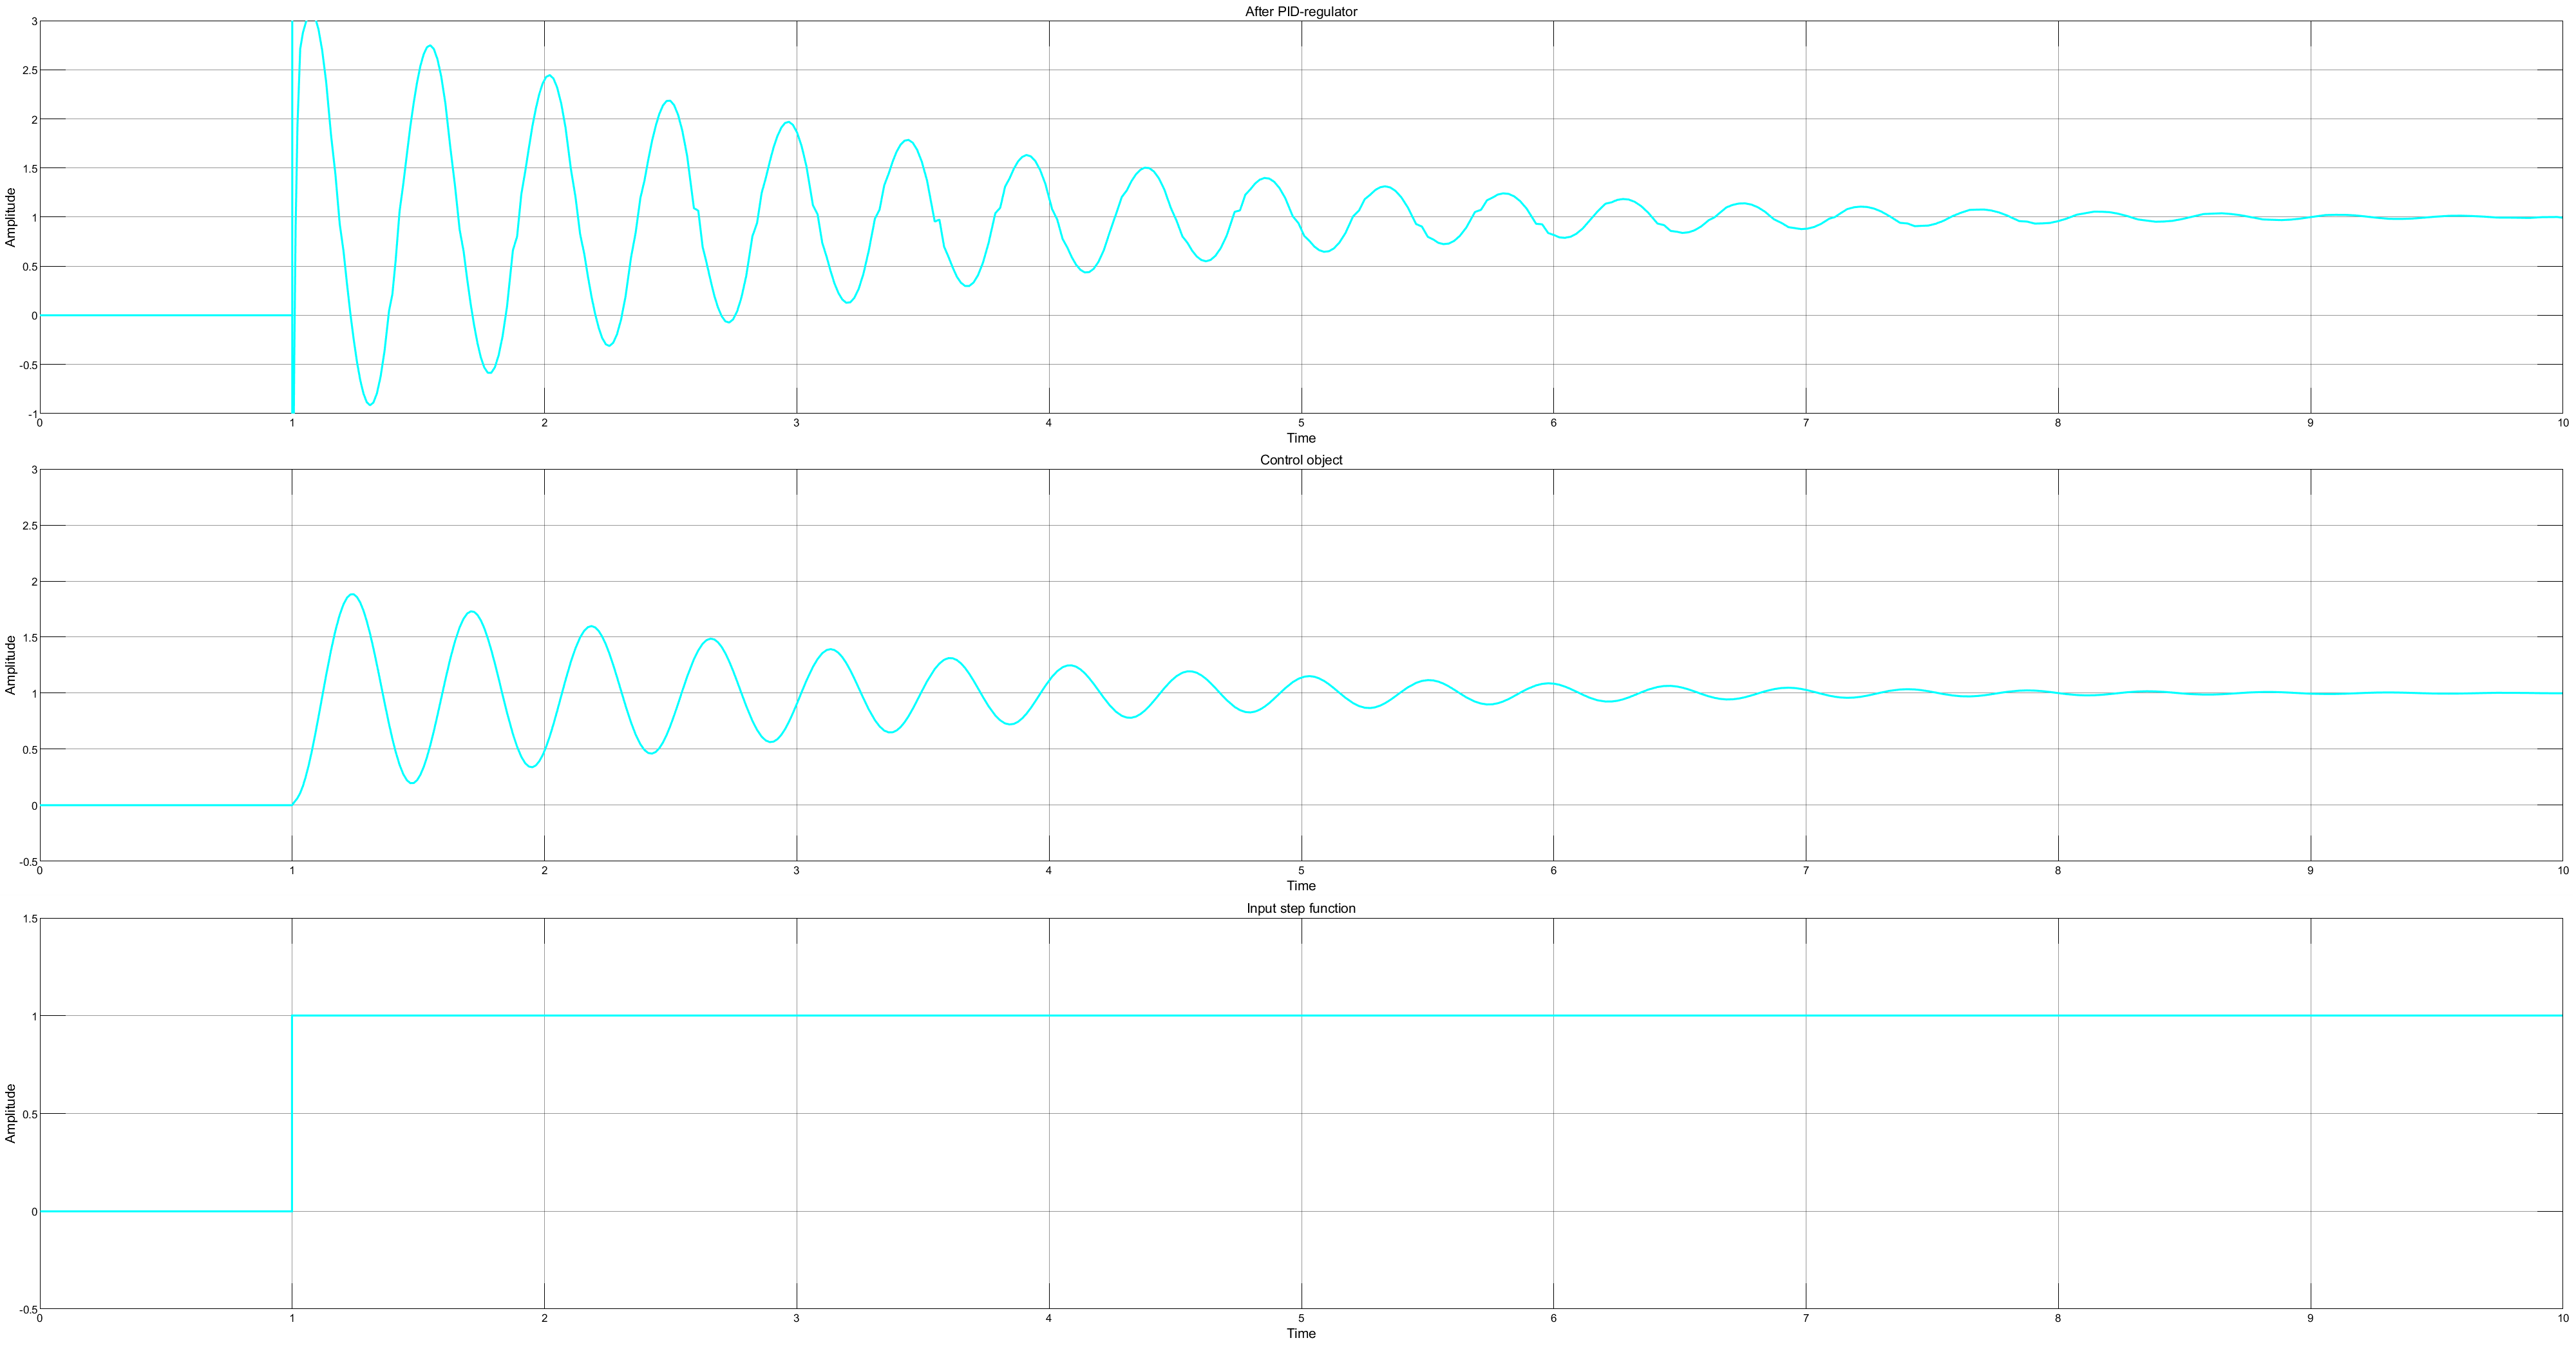 After PID-regulator
3
2.5
2
1.5
1
0.5
0
-0.5
-1
Amplitude
0 1 2 3 4 5 6 7 8 9 10
Time
Control object
3
2.5
2
1.5
1
0.5
0
-0.5
Amplitude
0 1 2 3 4 5 6 7 8 9 10
Time
Input step function
1.5
1
0.5
0
-0.5
Amplitude
0 1 2 3 4 5 6 7 8 9 10
Time